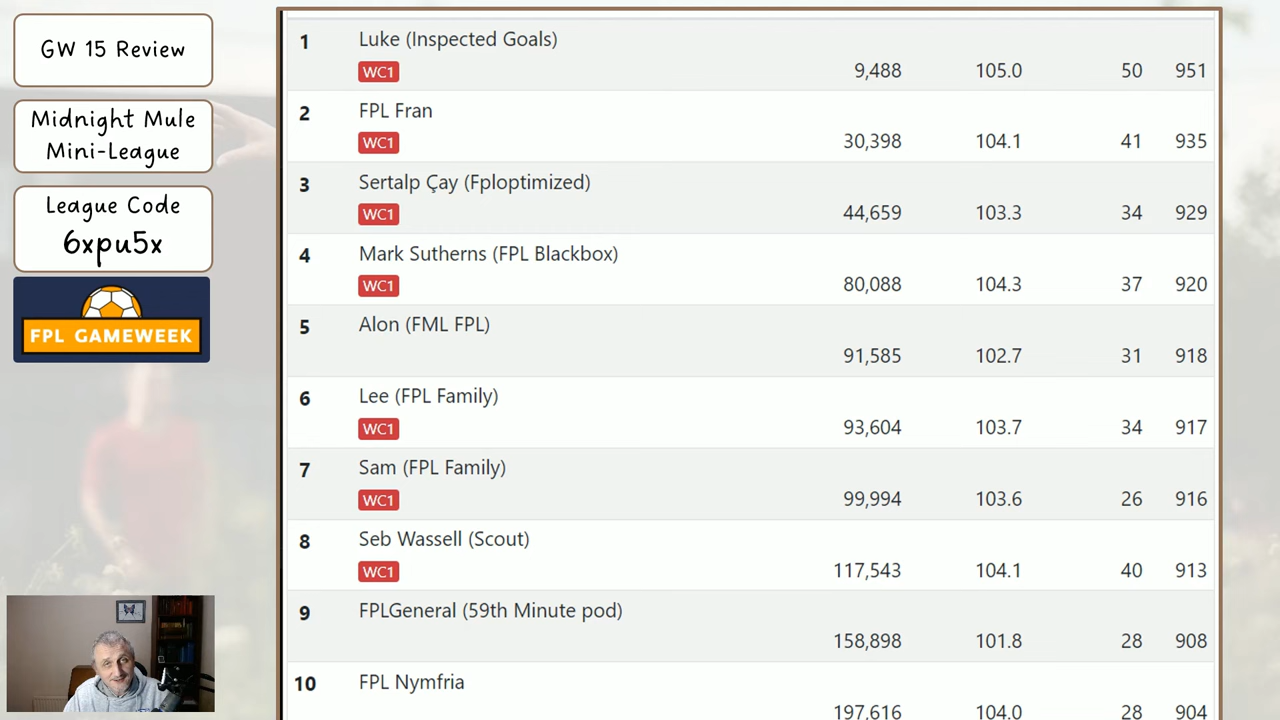 GW 15 Review
Midnight Mule
Mini-League
League Code
6xpu5x
FPL GAMEWEEK
1 Luke (Inspected Goals)
WC1 9,488 105.0 50 951
2 FPL Fran
WC1 30,398 104.1 41 935
3 Sertalp Çay (Fploptimized)
WC1 44,659 103.3 34 929
4 Mark Sutherns (FPL Blackbox)
WC1 80,088 104.3 37 920
5 Alon (FML FPL)
91,585 102.7 31 918
6 Lee (FPL Family)
WC1 93,604 103.7 34 917
7 Sam (FPL Family)
WC1 99,994 103.6 26 916
8 Seb Wassell (Scout)
WC1 117,543 104.1 40 913
9 FPLGeneral (59th Minute pod)
158,898 101.8 28 908
10 FPL Nymfria
197,616 104.0 28 904